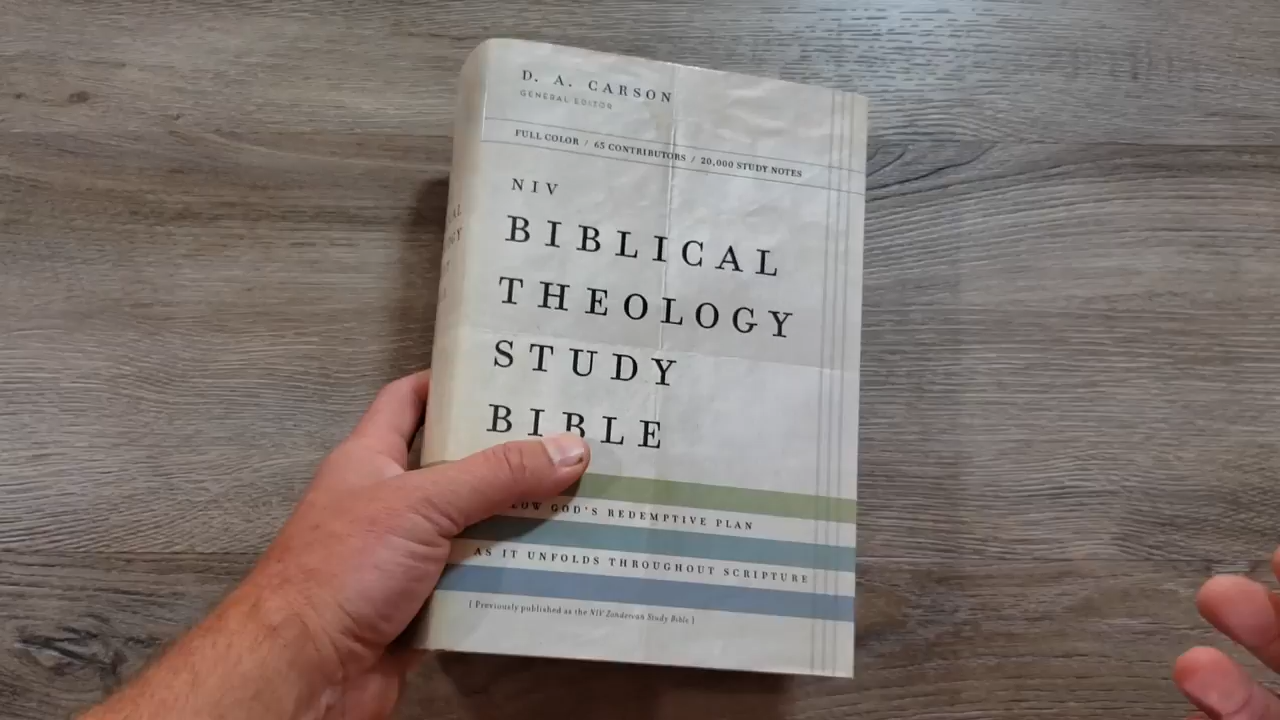 D. A. CARSON
GENERAL EDITOR
FULL COLOR / 65 CONTRIBUTORS / 20,000 STUDY NOTES
NIV
BIBLICAL
THEOLOGY
STUDY
BIBLE
GOD'S REDEMPTIVE PLAN
AS IT UNFOLDS THROUGHOUT SCRIPTURE
[ Previously published as the NIV Zondervan Study Bible ]